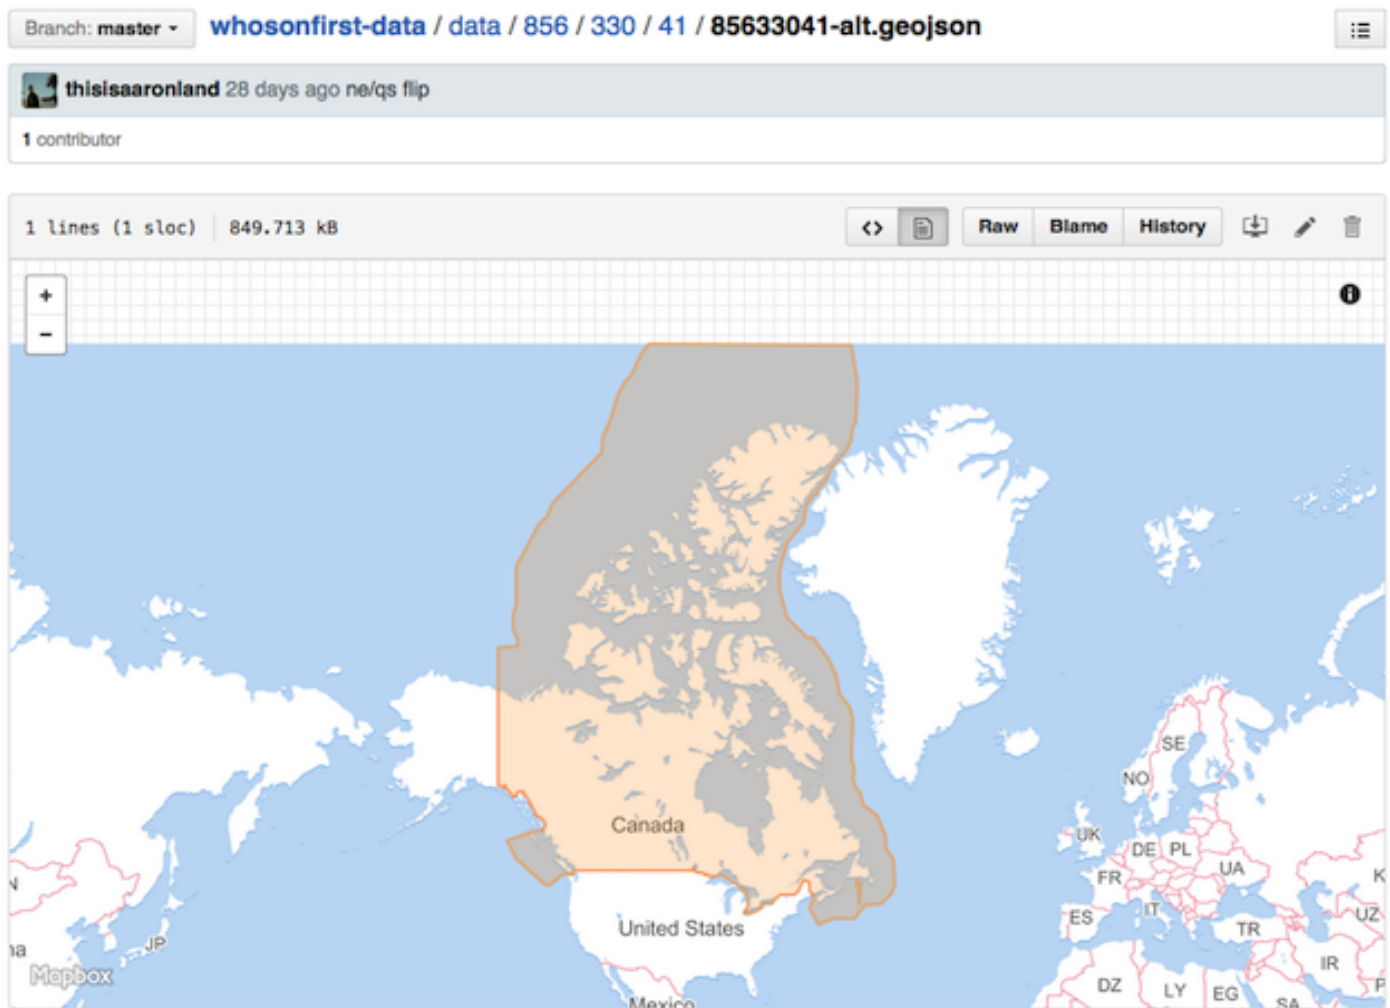 Branch: master whosonfirst-data / data / 856 / 330 / 41 / 85633041-alt.geojson
thisisaaronland 28 days ago ne/qs flip
1 contributor
1 lines (1 sloc) 849.713 kB
<> Raw Blame History
+
-
SE
NO
Canada
UK
DE PL
UA
FR
K
N
ES
IT
UZ
United States
TR
JP
na
IR
Mapbox
DZ
LY
EG
P
SA
Mexico